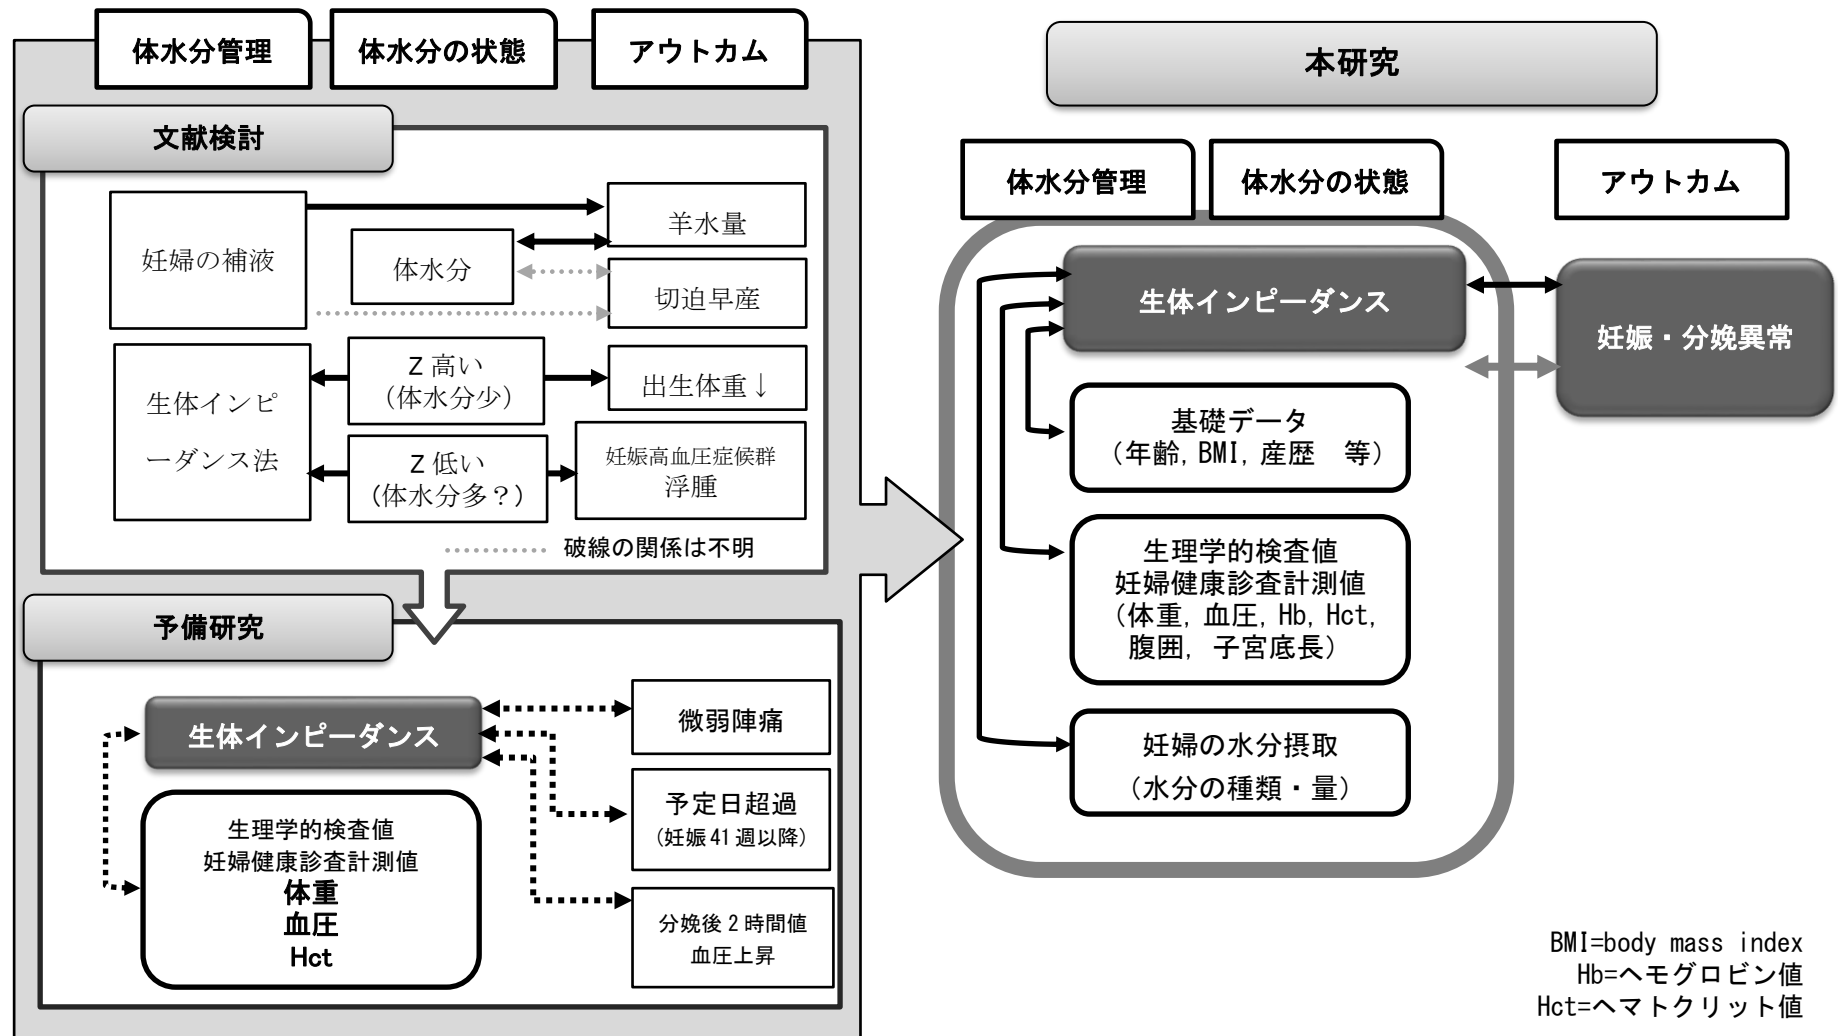 体水分管理
体水分の状態
アウトカム
文献検討
妊婦の補液
体水分
羊水量
切迫早産
生体インピ
ーダンス法
Z 高い
（体水分少）
出生体重↓
Z 低い
(体水分多？)
妊娠高血圧症候群
浮腫
破線の関係は不明
予備研究
生体インピーダンス
生理学的検査値
妊婦健康診査計測値
体重
血圧
Hct
微弱陣痛
予定日超過
(妊娠 41 週以降)
分娩後 2 時間値
血圧上昇
本研究
体水分管理
体水分の状態
アウトカム
生体インピーダンス
妊娠・分娩異常
基礎データ
（年齢, BMI, 産歴　等）
生理学的検査値
妊婦健康診査計測値
（体重, 血圧, Hb, Hct,
腹囲, 子宮底長）
妊婦の水分摂取
（水分の種類・量）
BMI=body mass index
Hb=ヘモグロビン値
Hct=ヘマトクリット値